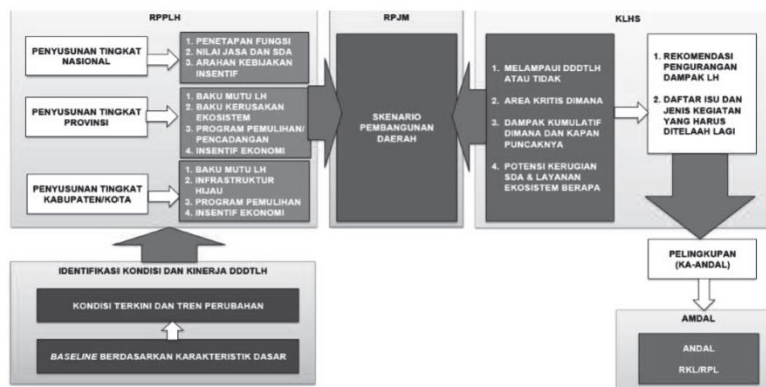 RPPLH
PENYUSUNAN TINGKAT
NASIONAL
1. PENETAPAN FUNGSI
2. NILAI JASA DAN SDA
3. ARAHAN KEBIJAKAN
INSENTIF
PENYUSUNAN TINGKAT
PROVINSI
1. BAKU MUTU LH
2. BAKU KERUSAKAN
EKOSISTEM
3. PROGRAM PEMULIHAN/
PENCADANGAN
4. INSENTIF EKONOMI
PENYUSUNAN TINGKAT
KABUPATEN/KOTA
1. BAKU MUTU LH
2. INFRASTRUKTUR
HIJAU
3. PROGRAM PEMULIHAN
4. INSENTIF EKONOMI
RPJM
SKENARIO
PEMBANGUNAN
DAERAH
KLHS
1. MELAMPAUI DDDTLH
ATAU TIDAK
2. AREA KRITIS DIMANA
3. DAMPAK KUMULATIF
DIMANA DAN KAPAN
PUNCAKNYA
4. POTENSI KERUGIAN
SDA & LAYANAN
EKOSISTEM BERAPA
1. REKOMENDASI
PENGURANGAN
DAMPAK LH
2. DAFTAR ISU DAN
JENIS KEGIATAN
YANG HARUS
DITELAAH LAGI
IDENTIFIKASI KONDISI DAN KINERJA DDDTLH
KONDISI TERKINI DAN TREN PERUBAHAN
BASELINE BERDASARKAN KARAKTERISTIK DASAR
PELINGKUPAN
(KA-ANDAL)
AMDAL
ANDAL
RKL/RPL